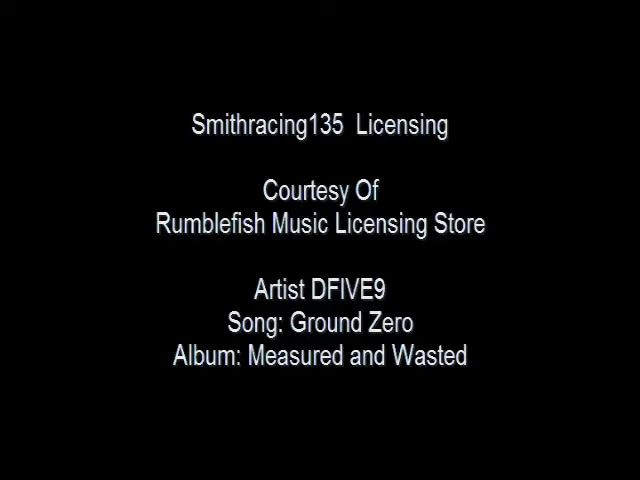 Smithracing135 Licensing
Courtesy Of
Rumblefish Music Licensing Store
Artist DFIVE9
Song: Ground Zero
Album: Measured and Wasted